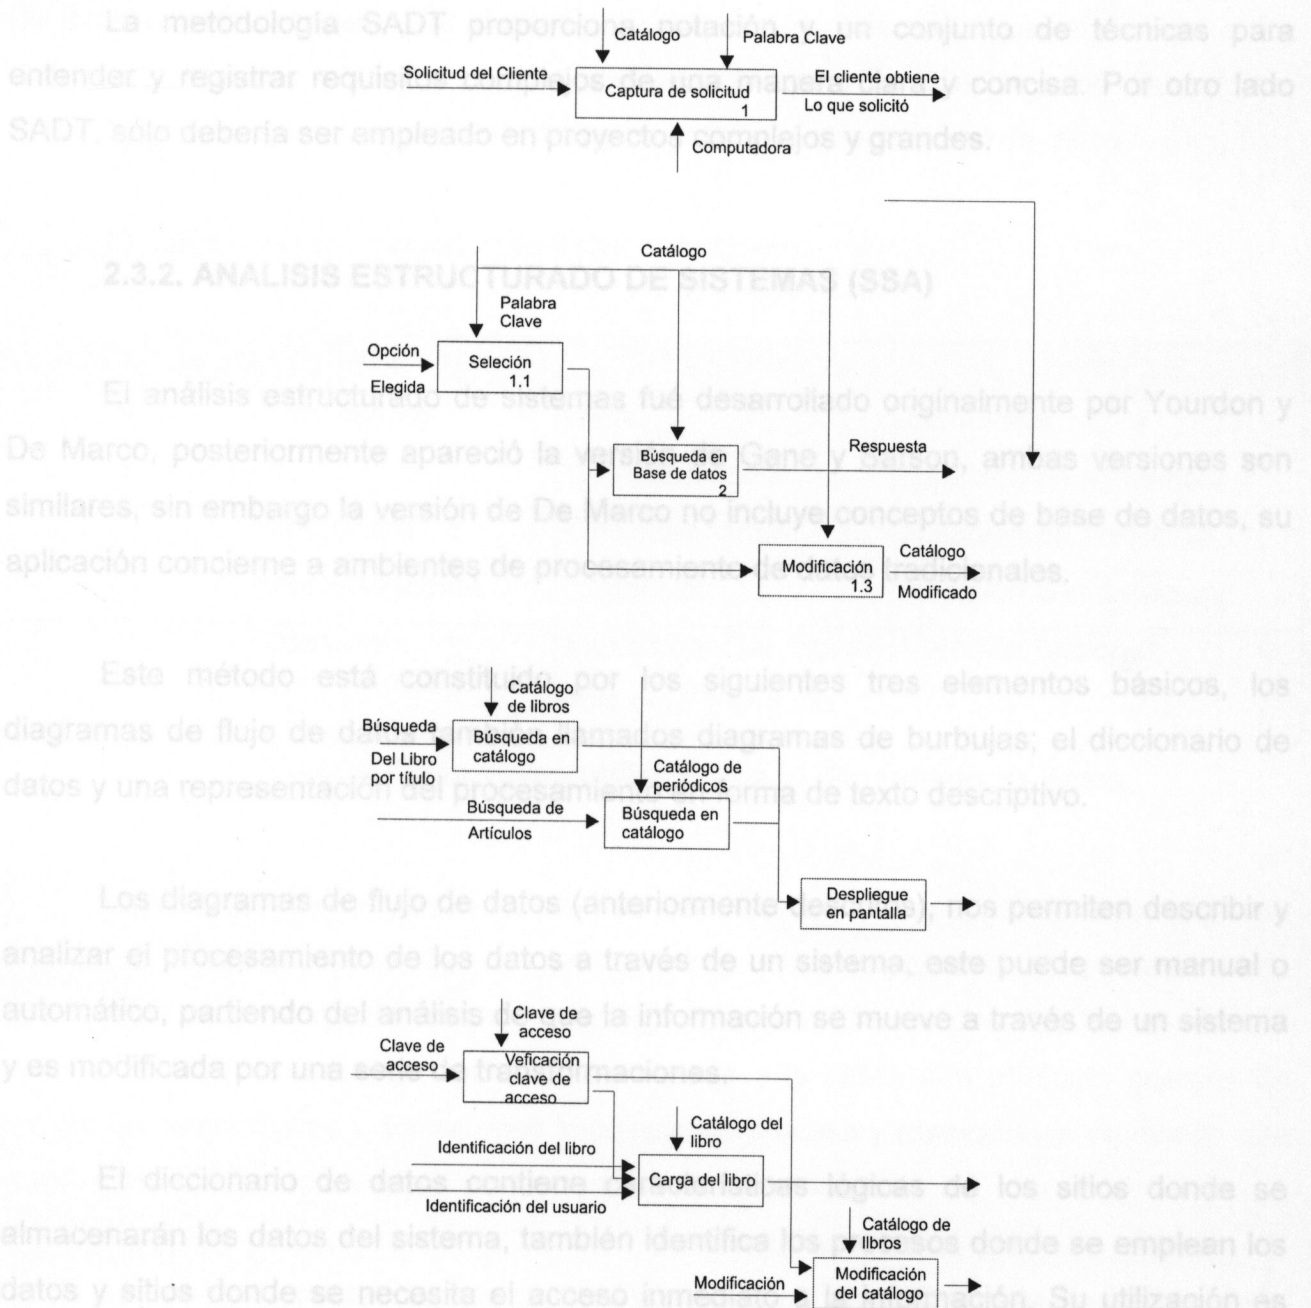 La metodología SADT proporciona notación y un conjunto de técnicas para
entender y registrar requisitos complejos de una manera clara y concisa. Por otro lado
SADT, sólo debería ser empleado en proyectos complejos y grandes.
Catálogo
Palabra Clave
Solicitud del Cliente
Captura de solicitud
1
El cliente obtiene
Lo que solicitó
Computadora
Catálogo
2.3.2. ANALISIS ESTRUCTURADO DE SISTEMAS (SSA)
Palabra
Clave
Opción
Elegida
Seleción
1.1
El análisis estructurado de sistemas fué desarrollado originalmente por Yourdon y
De Marco, posteriormente apareció la versión de Gane y Sarson, ambas versiones son
similares, sin embargo la versión de De Marco no incluye conceptos de base de datos, su
aplicación concierne a ambientes de procesamiento de datos tradicionales.
Búsqueda en
Base de datos
2
Respuesta
Modificación
1.3
Catálogo
Modificado
Este método está constituido por los siguientes tres elementos básicos, los
diagramas de flujo de datos también llamados diagramas de burbujas; el diccionario de
datos y una representación del procesamiento en forma de texto descriptivo.
Catálogo
de libros
Búsqueda
Del Libro
por título
Búsqueda en
catálogo
Catálogo de
periódicos
Búsqueda de
Artículos
Búsqueda en
catálogo
Despliegue
en pantalla
Los diagramas de flujo de datos (anteriormente descritos), nos permiten describir y
analizar el procesamiento de los datos a través de un sistema, este puede ser manual o
automático, partiendo del análisis de que la información se mueve a través de un sistema
y es modificada por una serie de transformaciones.
Clave de
acceso
Clave de
acceso
Veficación
clave de
acceso
Catálogo del
libro
Identificación del libro
Carga del libro
Identificación del usuario
El diccionario de datos contiene características lógicas de los sitios donde se
almacenarán los datos del sistema, también identifica los procesos donde se emplean los
datos y sitios donde se necesita el acceso inmediato a la información. Su utilización es
Catálogo de
libros
Modificación
Modificación
del catálogo